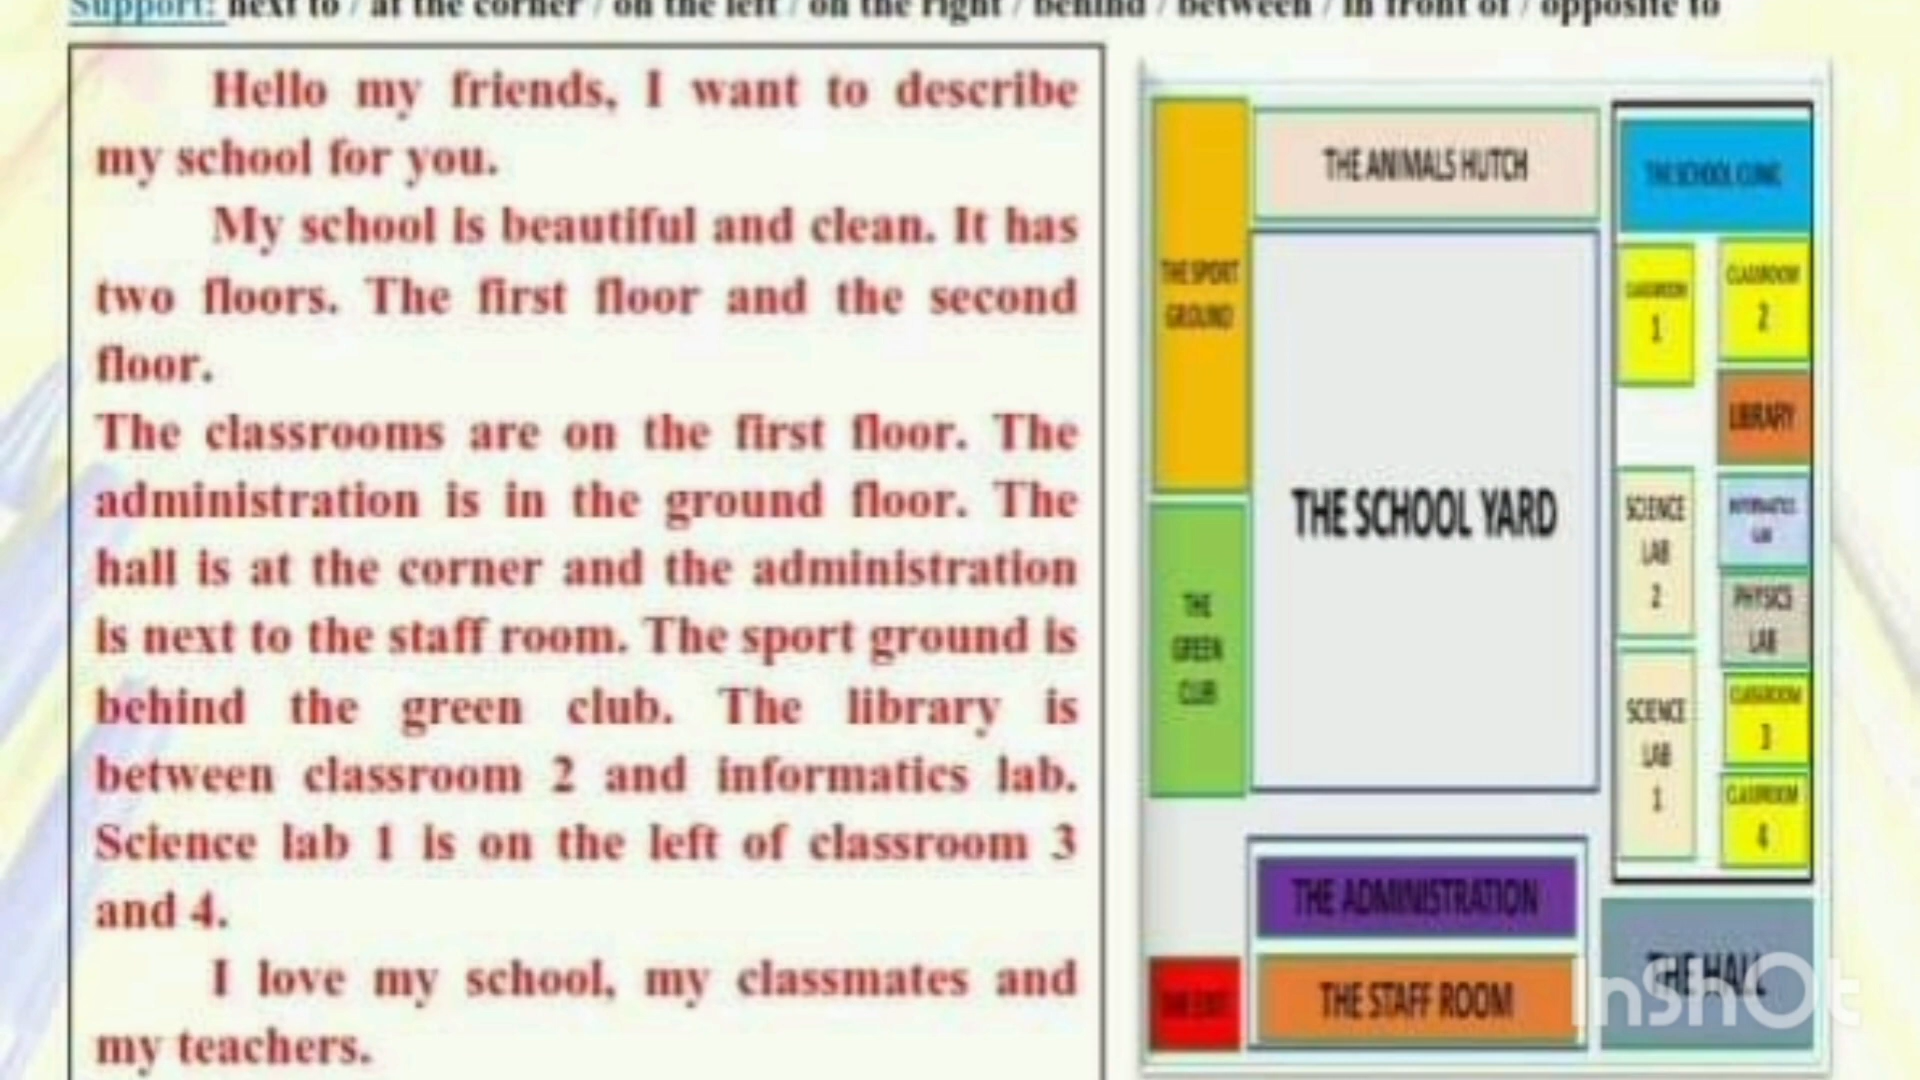 Support: next to / at the corner / on the left / on the right / behind / between / in front of / opposite to
Hello my friends, I want to describe
my school for you.
My school is beautiful and clean. It has
two floors. The first floor and the second
floor.
The classrooms are on the first floor. The
administration is in the ground floor. The
hall is at the corner and the administration
is next to the staff room. The sport ground is
behind the green club. The library is
between classroom 2 and informatics lab.
Science lab 1 is on the left of classroom 3
and 4.
I love my school, my classmates and
my teachers.
THE SPORT
GROUND
THE
GREEN
CLUB
THE ANIMALS HUTCH
THE SCHOOL YARD
THE ADMINISTRATION
THE STAFF ROOM
THE SCHOOL CLINIC
CLASSROOM
1
CLASSROOM
2
LIBRARY
SCIENCE
LAB
2
INFORMATICS
LAB
PHYSICS
LAB
SCIENCE
LAB
1
CLASSROOM
3
CLASSROOM
4
THE HALL
InShOt